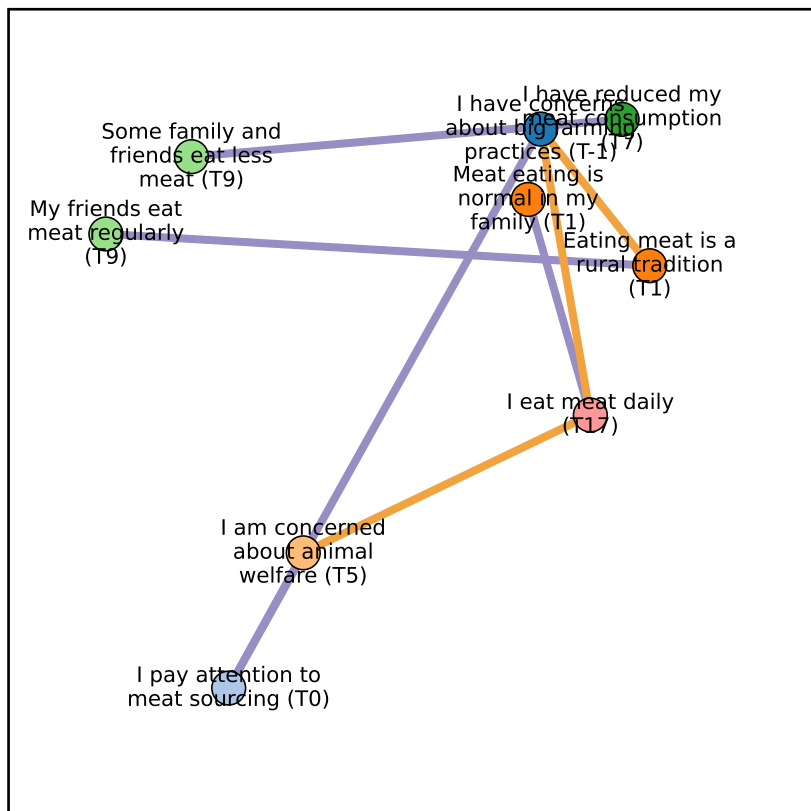 I have reduced my
meat consumption
(T7)
I have concerns
about big farming
practices (T-1)
Some family and
friends eat less
meat (T9)
Meat eating is
normal in my
family (T1)
My friends eat
meat regularly
(T9)
Eating meat is a
rural tradition
(T1)
I eat meat daily
(T17)
I am concerned
about animal
welfare (T5)
I pay attention to
meat sourcing (T0)